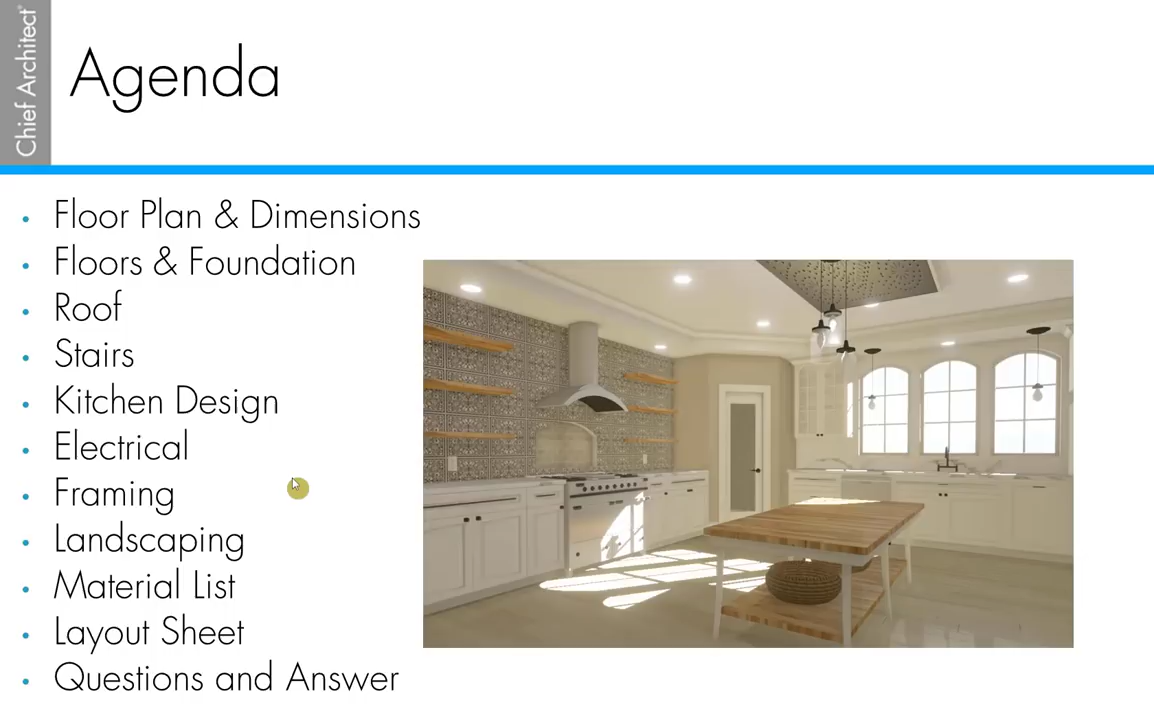 Chief Architect®
Agenda
• Floor Plan & Dimensions
• Floors & Foundation
• Roof
• Stairs
• Kitchen Design
• Electrical
• Framing
• Landscaping
• Material List
• Layout Sheet
• Questions and Answer